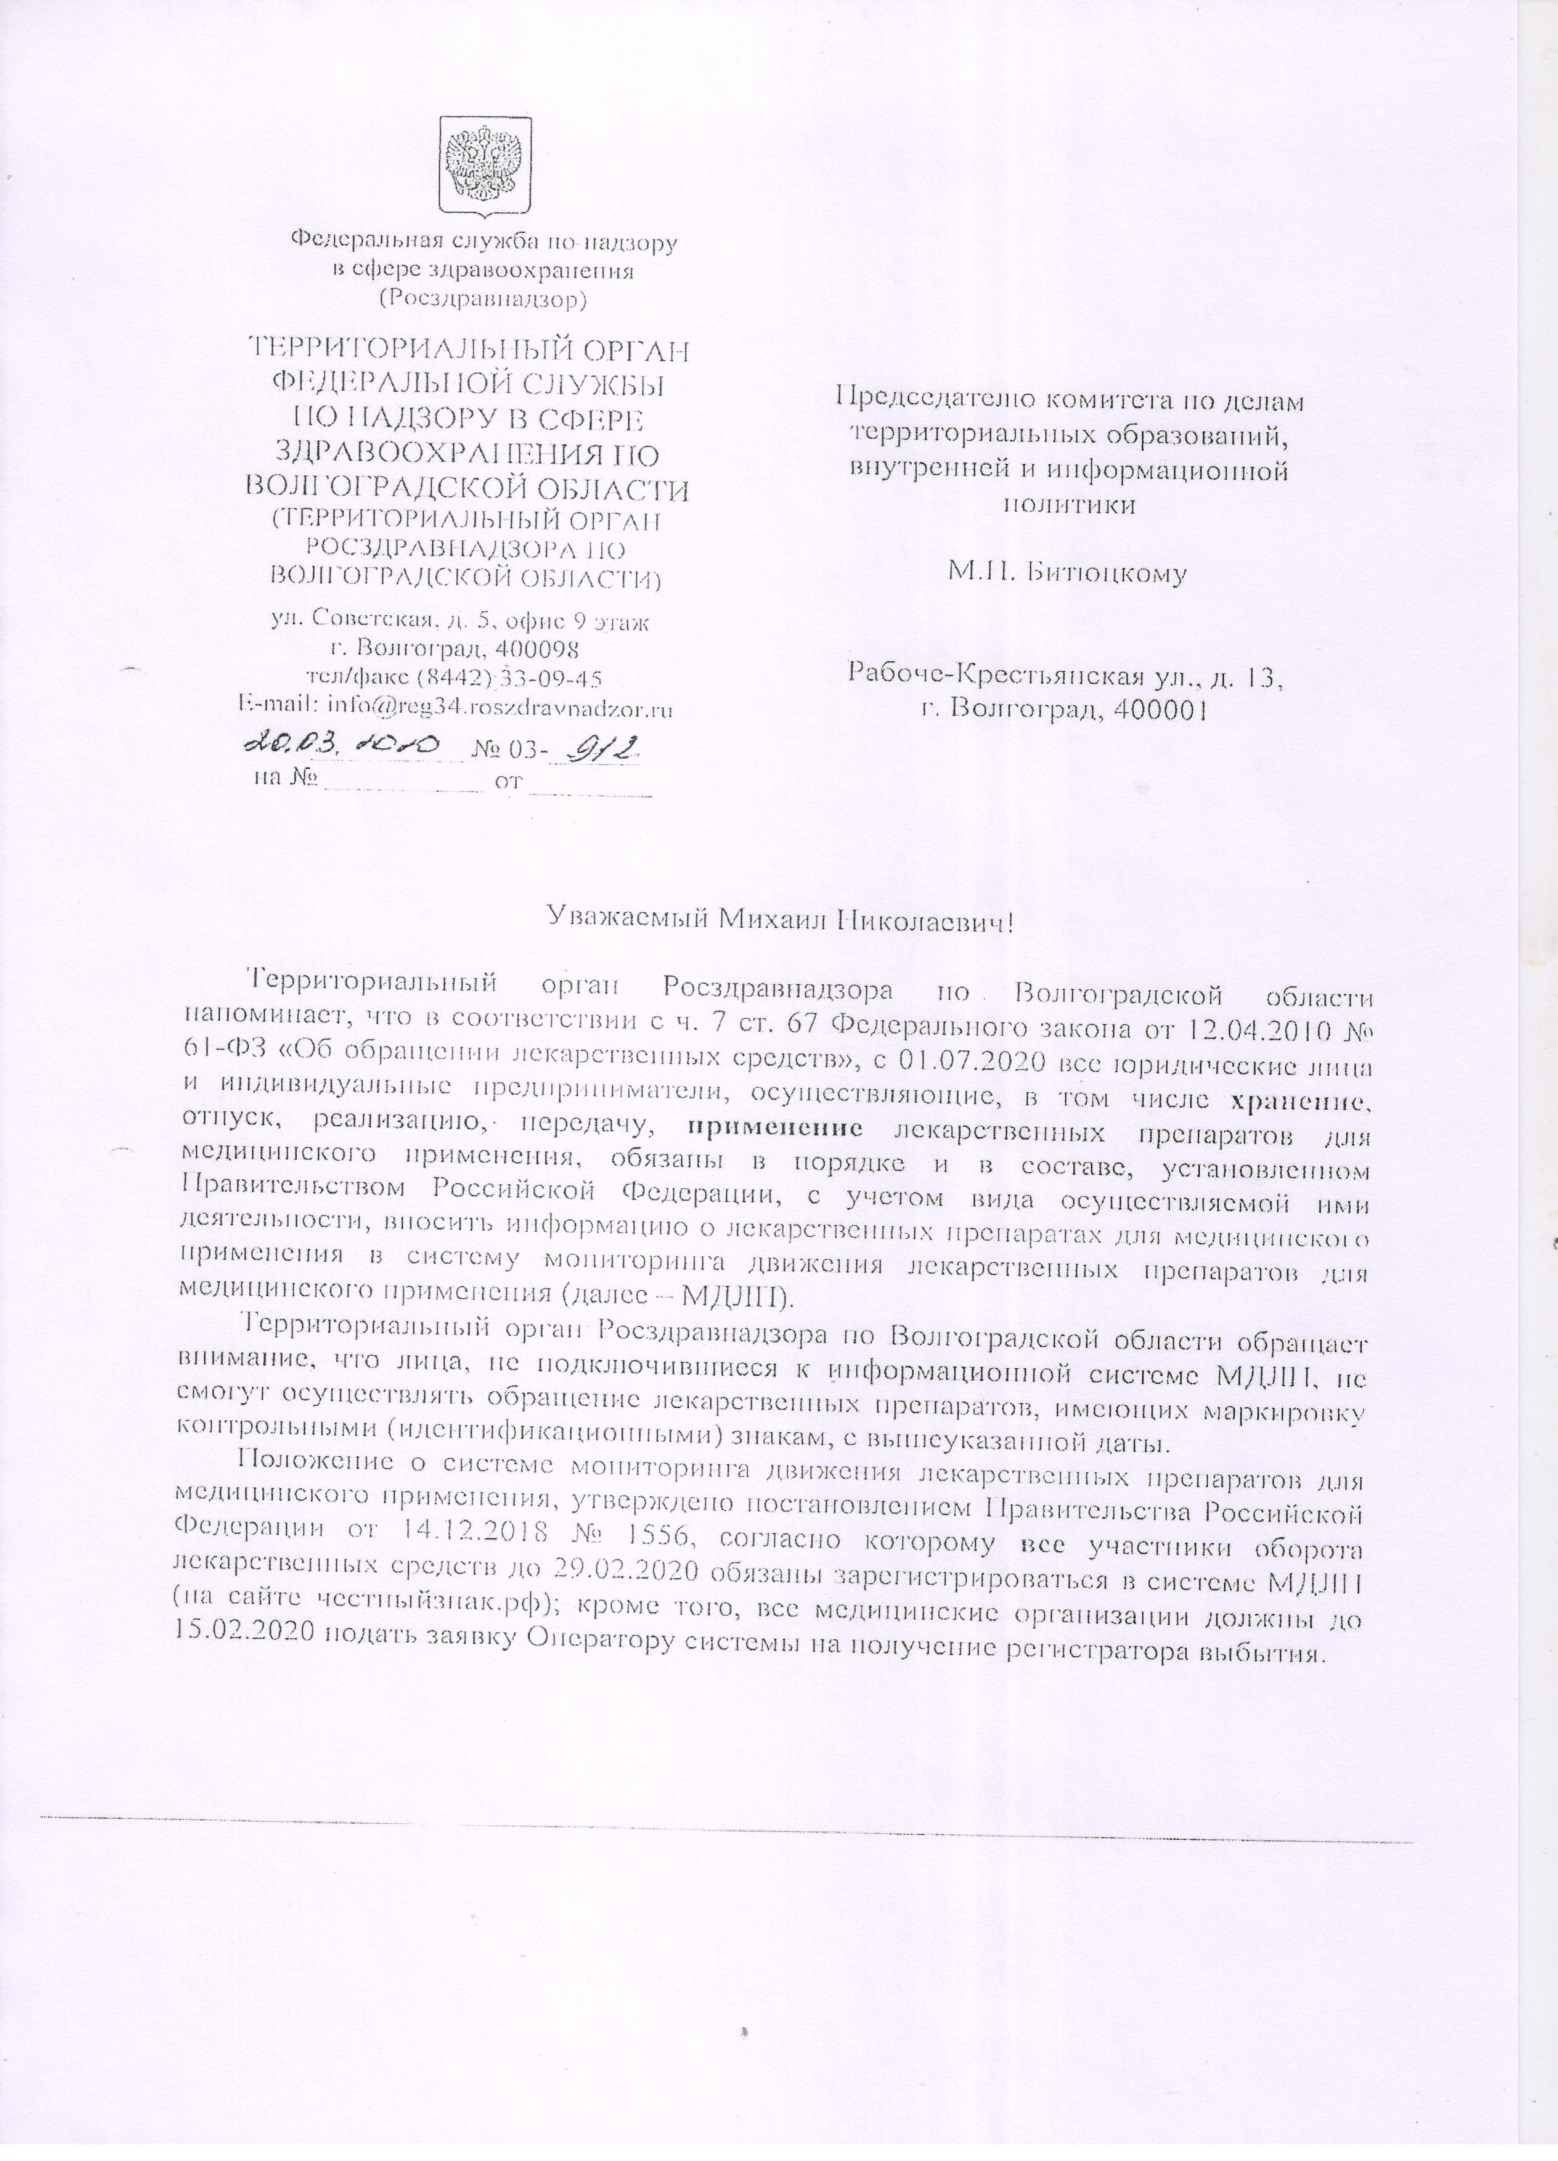 Федеральная служба по надзору
в сфере здравоохранения
(Росздравнадзор)
ТЕРРИТОРИАЛЬНЫЙ ОРГАН
ФЕДЕРАЛЬНОЙ СЛУЖБЫ
ПО НАДЗОРУ В СФЕРЕ
ЗДРАВООХРАНЕНИЯ ПО
ВОЛГОГРАДСКОЙ ОБЛАСТИ
(ТЕРРИТОРИАЛЬНЫЙ ОРГАН
РОСЗДРАВНАДЗОРА ПО
ВОЛГОГРАДСКОЙ ОБЛАСТИ)
ул. Советская, д. 5, офис 9 этаж
г. Волгоград, 400098
тел/факс (8442) 33-09-45
E-mail: info@reg34.roszdravnadzor.ru
20.03.2020 № 03-912
на № от
Председателю комитета по делам
территориальных образований,
внутренней и информационной
политики
М.Н. Битюцкому
Рабоче-Крестьянская ул., д. 13,
г. Волгоград, 400001
Уважаемый Михаил Николаевич!
Территориальный орган Росздравнадзора по Волгоградской области
напоминает, что в соответствии с ч. 7 ст. 67 Федерального закона от 12.04.2010 №
61-ФЗ «Об обращении лекарственных средств», с 01.07.2020 все юридические лица
и индивидуальные предприниматели, осуществляющие, в том числе хранение,
отпуск, реализацию, передачу, применение лекарственных препаратов для
медицинского применения, обязаны в порядке и в составе, установленном
Правительством Российской Федерации, с учетом вида осуществляемой ими
деятельности, вносить информацию о лекарственных препаратах для медицинского
применения в систему мониторинга движения лекарственных препаратов для
медицинского применения (далее – МДЛП).
Территориальный орган Росздравнадзора по Волгоградской области обращает
внимание, что лица, не подключившиеся к информационной системе МДЛП, не
смогут осуществлять обращение лекарственных препаратов, имеющих маркировку
контрольными (идентификационными) знакам, с вышеуказанной даты.
Положение о системе мониторинга движения лекарственных препаратов для
медицинского применения, утверждено постановлением Правительства Российской
Федерации от 14.12.2018 № 1556, согласно которому все участники оборота
лекарственных средств до 29.02.2020 обязаны зарегистрироваться в системе МДЛП
(на сайте честныйзнак.рф); кроме того, все медицинские организации должны до
15.02.2020 подать заявку Оператору системы на получение регистратора выбытия.